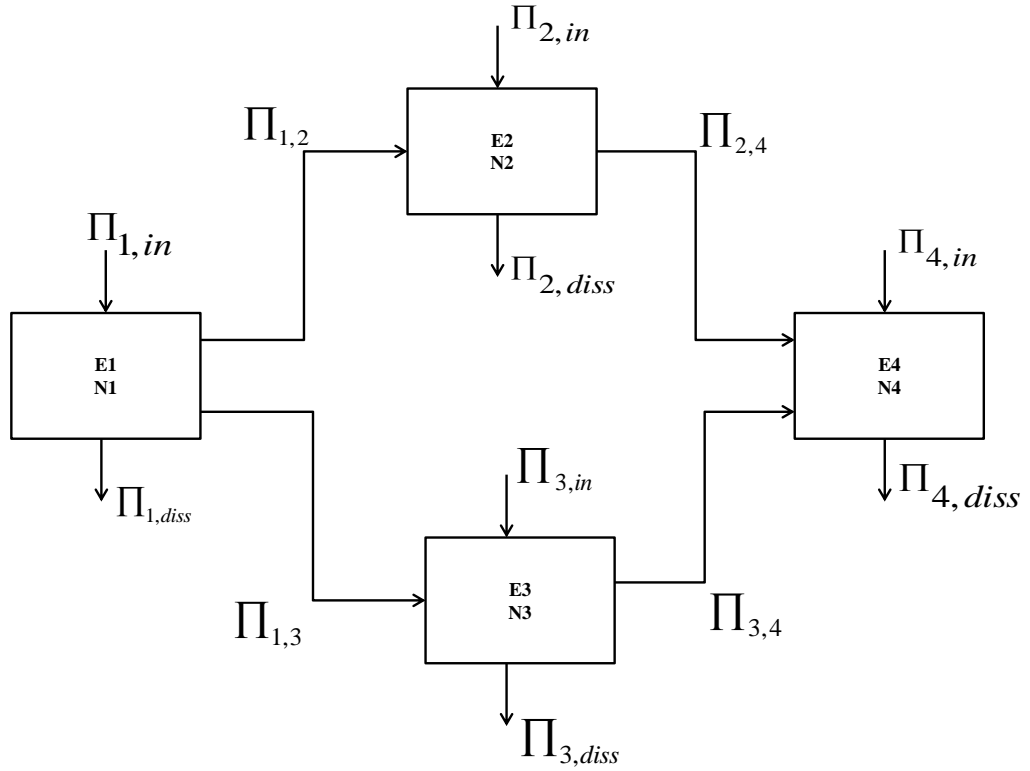 Π2,in
Π1,2
E2
N2
Π2,4
Π2,diss
Π1,in
E1
N1
Π1,diss
Π4,in
E4
N4
Π4,diss
Π3,in
Π1,3
E3
N3
Π3,4
Π3,diss